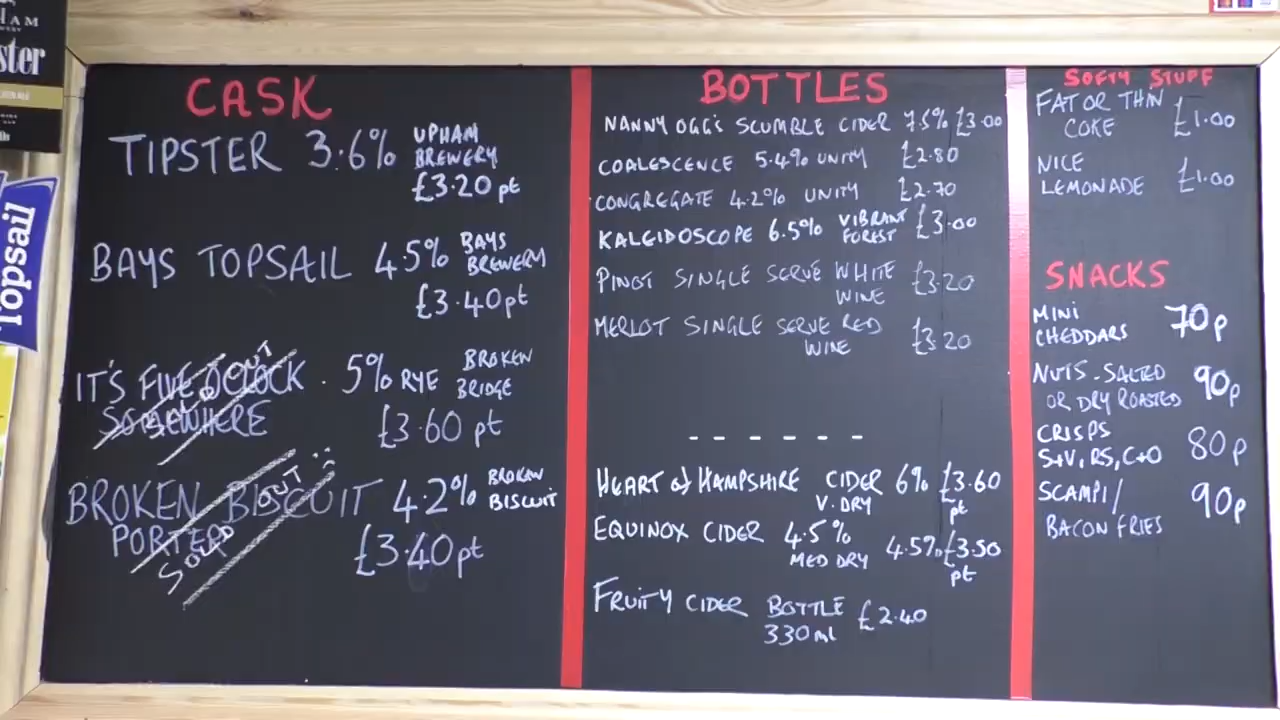 CASK
TIPSTER 3.6% UPHAM
BREWERY
£3.20 pt
BAYS TOPSAIL 4.5% BAYS
BREWERY
£3.40pt
IT'S FIVE O'CLOCK . 5% RYE BROKEN
BRIDGE
SOMEWHERE £3.60 pt
SOLD OUT
BROKEN BISCUIT 4.2% BROKEN
BISCUIT
PORTER £3.40pt
SOLD OUT
BOTTLES
NANNY OGG'S SCUMBLE CIDER 7.5% £3.00
COALESCENCE 5.4% UNITY £2.80
CONGREGATE 4.2% UNITY £2.70
KALEIDOSCOPE 6.5% VIBRANT
FOREST £3.00
PINOT SINGLE SERVE WHITE
WINE £3.20
MERLOT SINGLE SERVE RED
WINE £3.20
- - - - - -
HEART of HAMPSHIRE CIDER 6% £3.60
V. DRY pt
EQUINOX CIDER 4.5%
MED DRY 4.5% £3.50
pt
FRUITY CIDER BOTTLE £2.40
330ml
SOFTY STUFF
FAT OR THIN
COKE £1.00
NICE
LEMONADE £1.00
SNACKS
MINI
CHEDDARS 70p
NUTS - SALTED
OR DRY ROASTED 90p
CRISPS
S+V, RS, C+O 80p
SCAMPI/
BACON FRIES 90p
Topsail